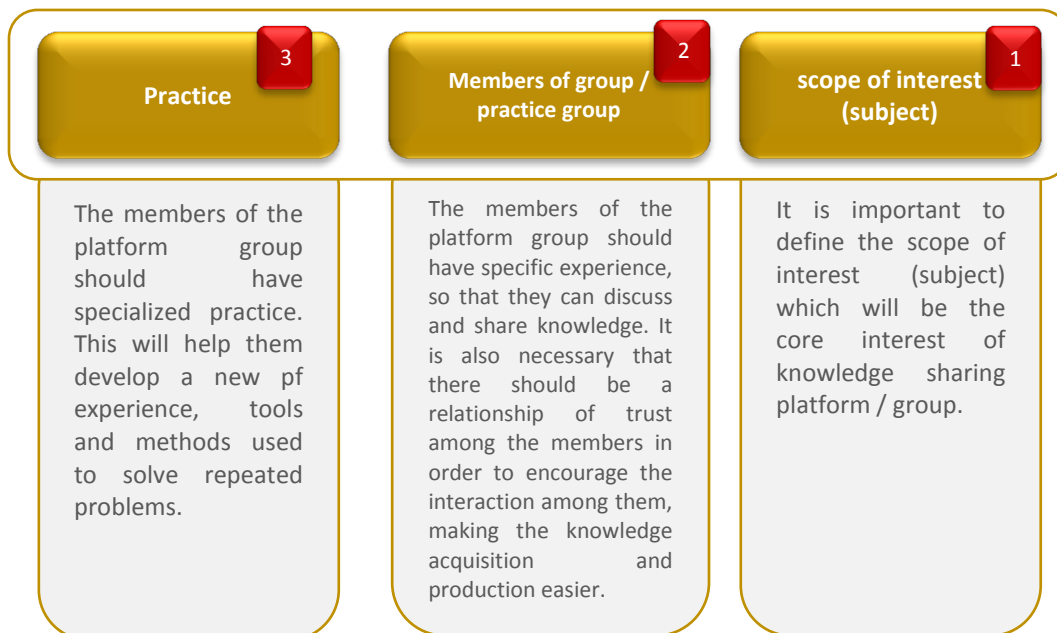 3
Practice
The members of the
platform group
should have
specialized practice.
This will help them
develop a new pf
experience, tools
and methods used
to solve repeated
problems.
2
Members of group /
practice group
The members of the
platform group should
have specific experience,
so that they can discuss
and share knowledge. It
is also necessary that
there should be a
relationship of trust
among the members in
order to encourage the
interaction among them,
making the knowledge
acquisition and
production easier.
1
scope of interest
(subject)
It is important to
define the scope of
interest (subject)
which will be the
core interest of
knowledge sharing
platform / group.